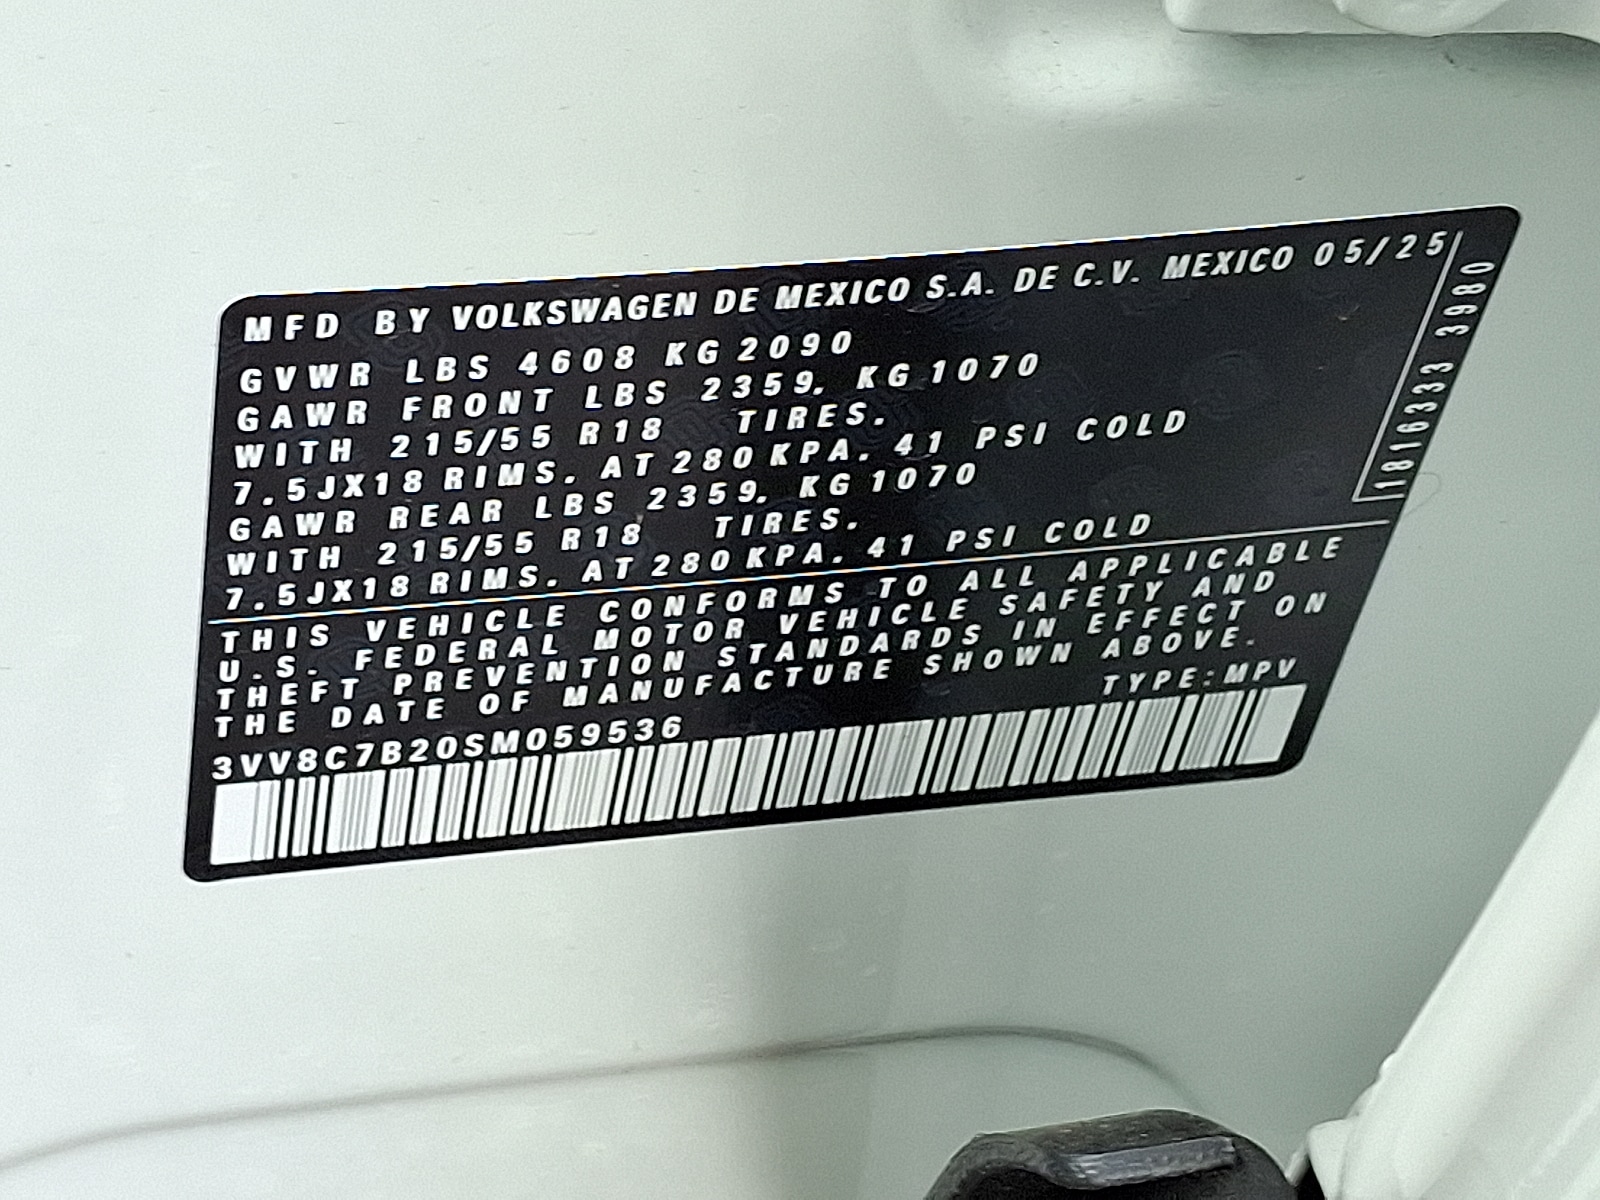 MFD BY VOLKSWAGEN DE MEXICO S.A. DE C.V. MEXICO 05/25
GVWR LBS 4608 KG 2090
GAWR FRONT LBS 2359. KG 1070
WITH 215/55 R18 TIRES.
7.5JX18 RIMS. AT 280 KPA. 41 PSI COLD
GAWR REAR LBS 2359. KG 1070
WITH 215/55 R18 TIRES.
7.5JX18 RIMS. AT 280 KPA. 41 PSI COLD
1816333 3980
THIS VEHICLE CONFORMS TO ALL APPLICABLE
U.S. FEDERAL MOTOR VEHICLE SAFETY AND
THEFT PREVENTION STANDARDS IN EFFECT ON
THE DATE OF MANUFACTURE SHOWN ABOVE.
3VV8C7B20SM059536 TYPE:MPV